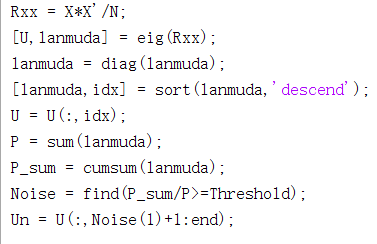 Rxx = X*X'/N;
[U,lanmuda] = eig(Rxx);
lanmuda = diag(lanmuda);
[lanmuda,idx] = sort(lanmuda,'descend');
U = U(:,idx);
P = sum(lanmuda);
P_sum = cumsum(lanmuda);
Noise = find(P_sum/P>=Threshold);
Un = U(:,Noise(1)+1:end);